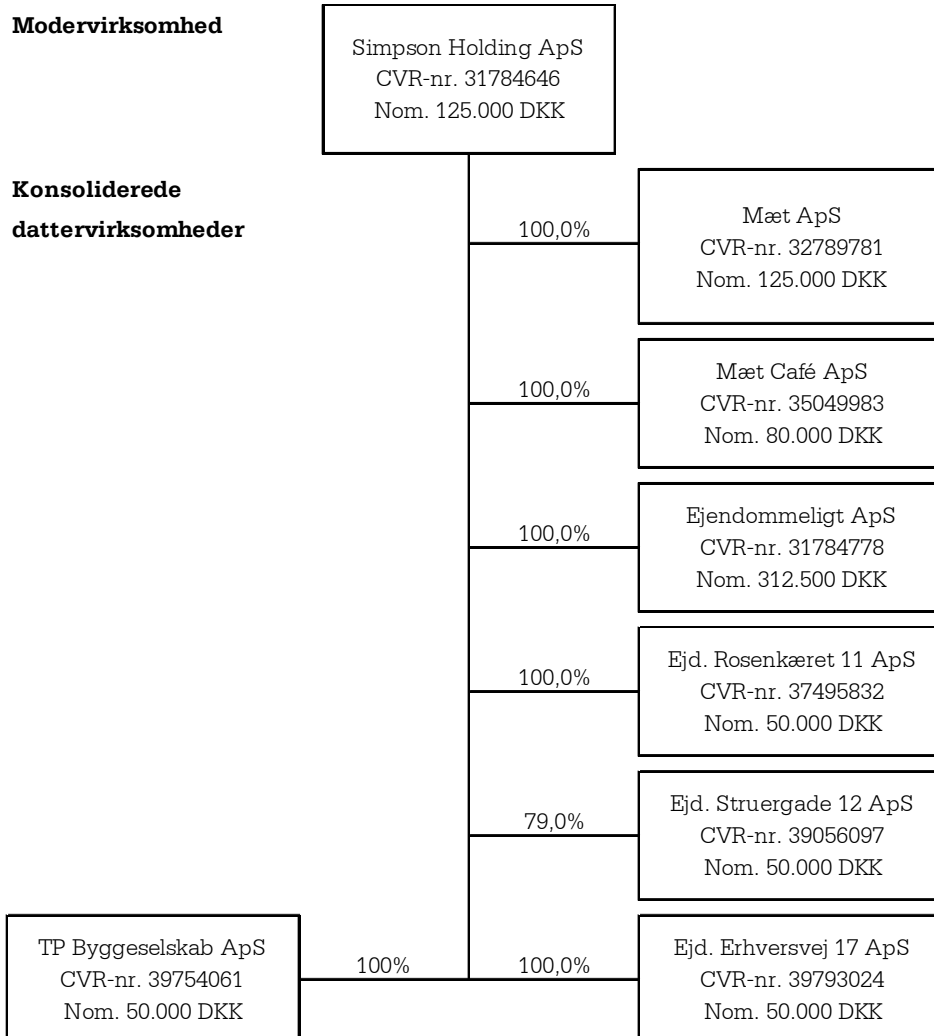 Modervirksomhed
Simpson Holding ApS
CVR-nr. 31784646
Nom. 125.000 DKK
Konsoliderede
dattervirksomheder
100,0%
Mæt ApS
CVR-nr. 32789781
Nom. 125.000 DKK
100,0%
Mæt Café ApS
CVR-nr. 35049983
Nom. 80.000 DKK
100,0%
Ejendommeligt ApS
CVR-nr. 31784778
Nom. 312.500 DKK
100,0%
Ejd. Rosenkæret 11 ApS
CVR-nr. 37495832
Nom. 50.000 DKK
79,0%
Ejd. Struergade 12 ApS
CVR-nr. 39056097
Nom. 50.000 DKK
TP Byggeselskab ApS
CVR-nr. 39754061
Nom. 50.000 DKK
100%
100,0%
Ejd. Erhversvej 17 ApS
CVR-nr. 39793024
Nom. 50.000 DKK